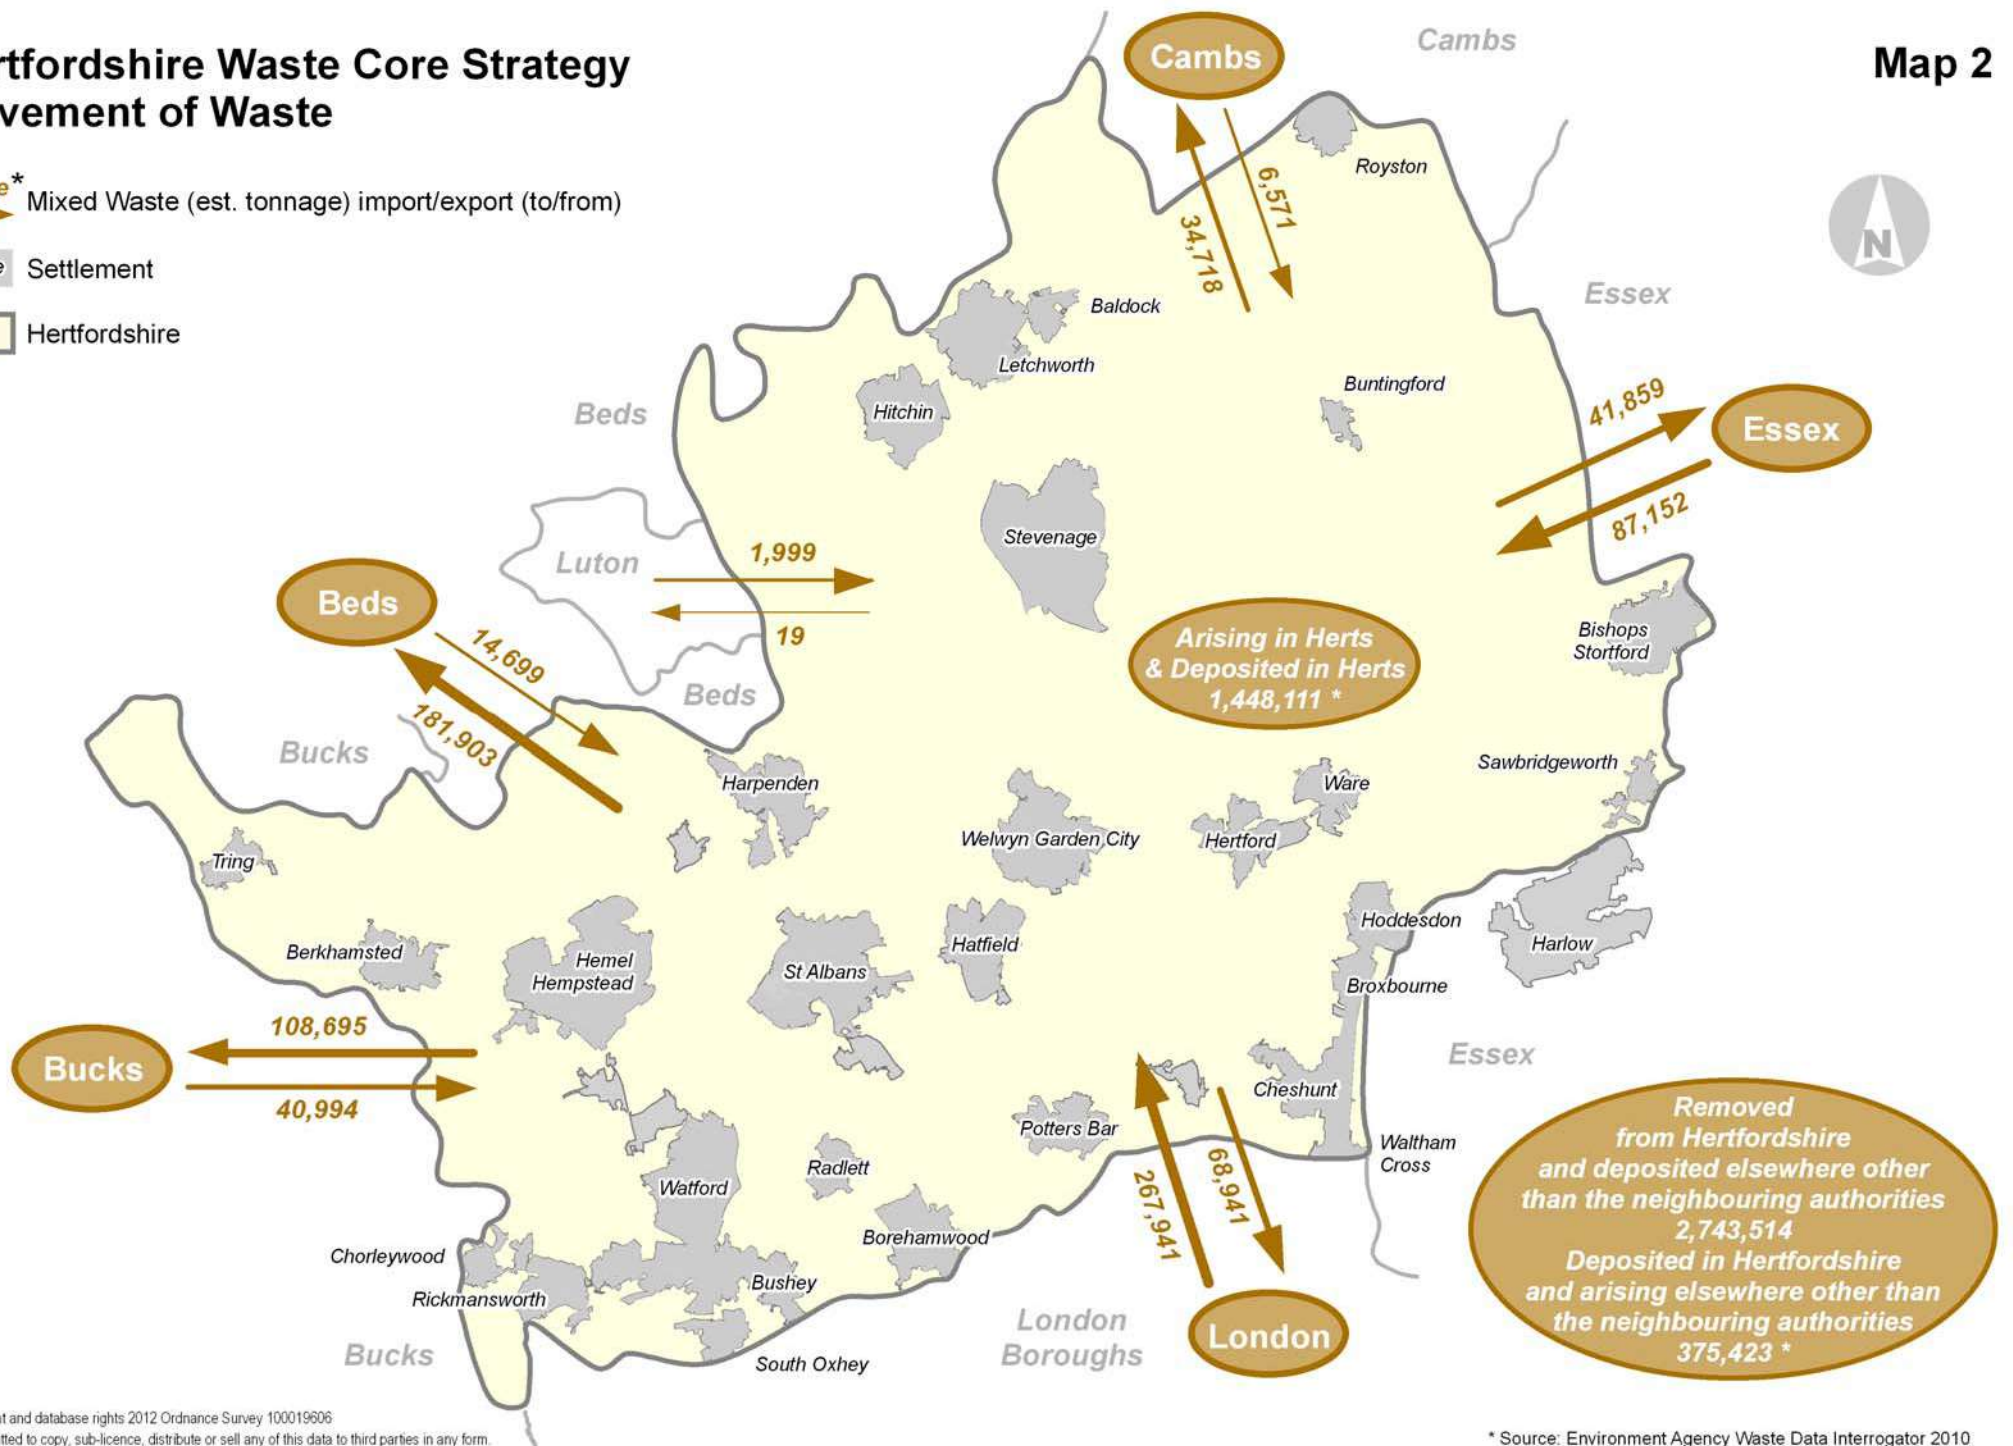 rtfordshire Waste Core Strategy
vement of Waste
Map 2
e*
Mixed Waste (est. tonnage) import/export (to/from)
e
Settlement
Hertfordshire
Cambs
Cambs
Royston
6,571
34,718
N
Essex
Baldock
Letchworth
Hitchin
Buntingford
Beds
41,859
Essex
87,152
Stevenage
Luton
1,999
19
Beds
14,699
181,903
Beds
Bucks
Arising in Herts
& Deposited in Herts
1,448,111 *
Bishops
Stortford
Sawbridgeworth
Harpenden
Ware
Welwyn Garden City
Hertford
Tring
Hoddesdon
Harlow
Berkhamsted
Hemel
Hempstead
St Albans
Hatfield
Broxbourne
108,695
Bucks
40,994
Essex
Cheshunt
Potters Bar
Waltham
Cross
Radlett
Watford
267,941
68,941
Borehamwood
Chorleywood
Rickmansworth
Bushey
Bucks
South Oxhey
London
Boroughs
London
Removed
from Hertfordshire
and deposited elsewhere other
than the neighbouring authorities
2,743,514
Deposited in Hertfordshire
and arising elsewhere other than
the neighbouring authorities
375,423 *
t and database rights 2012 Ordnance Survey 100019606
tted to copy, sub-licence, distribute or sell any of this data to third parties in any form.
* Source: Environment Agency Waste Data Interrogator 2010